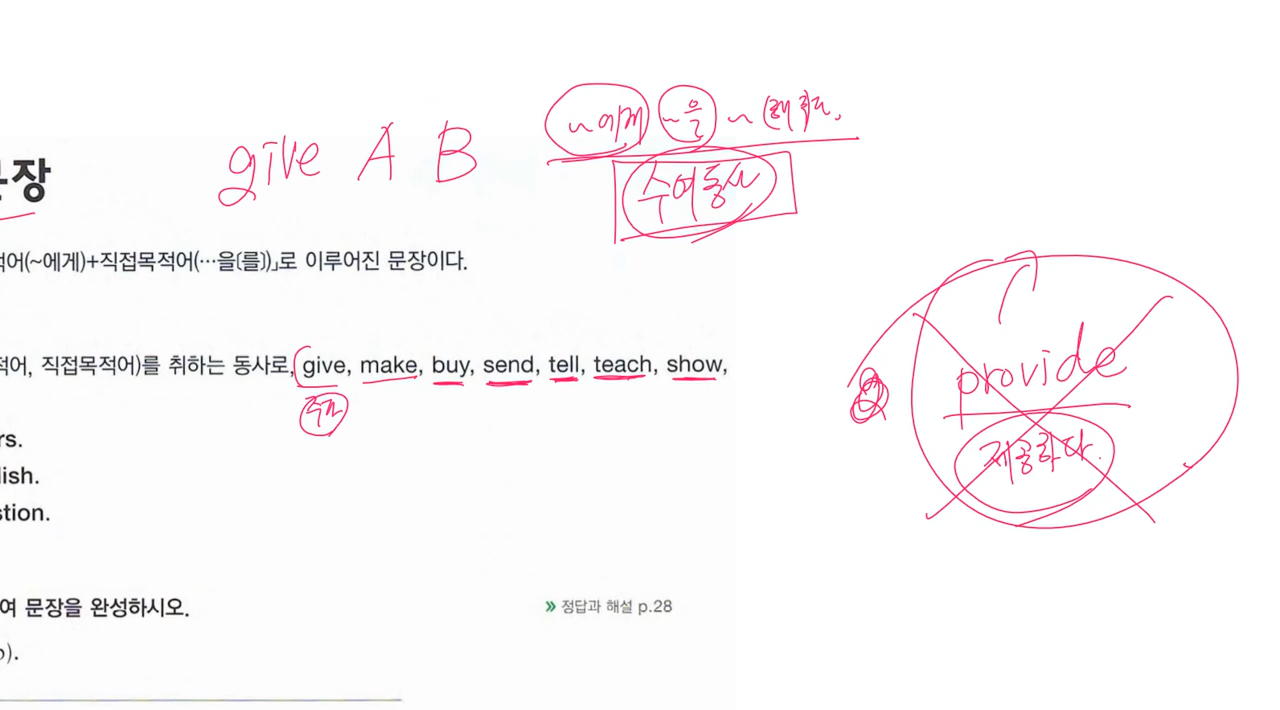 ~에게 ~을 ~해주다.
give A B
수여동사
문장
적어(~에게)+직접목적어(…을(를))」로 이루어진 문장이다.
provide
제공하다.
적어, 직접목적어)를 취하는 동사로, give, make, buy, send, tell, teach, show,
주다
rs.
lish.
stion.
여 문장을 완성하시오.
» 정답과 해설 p.28
).